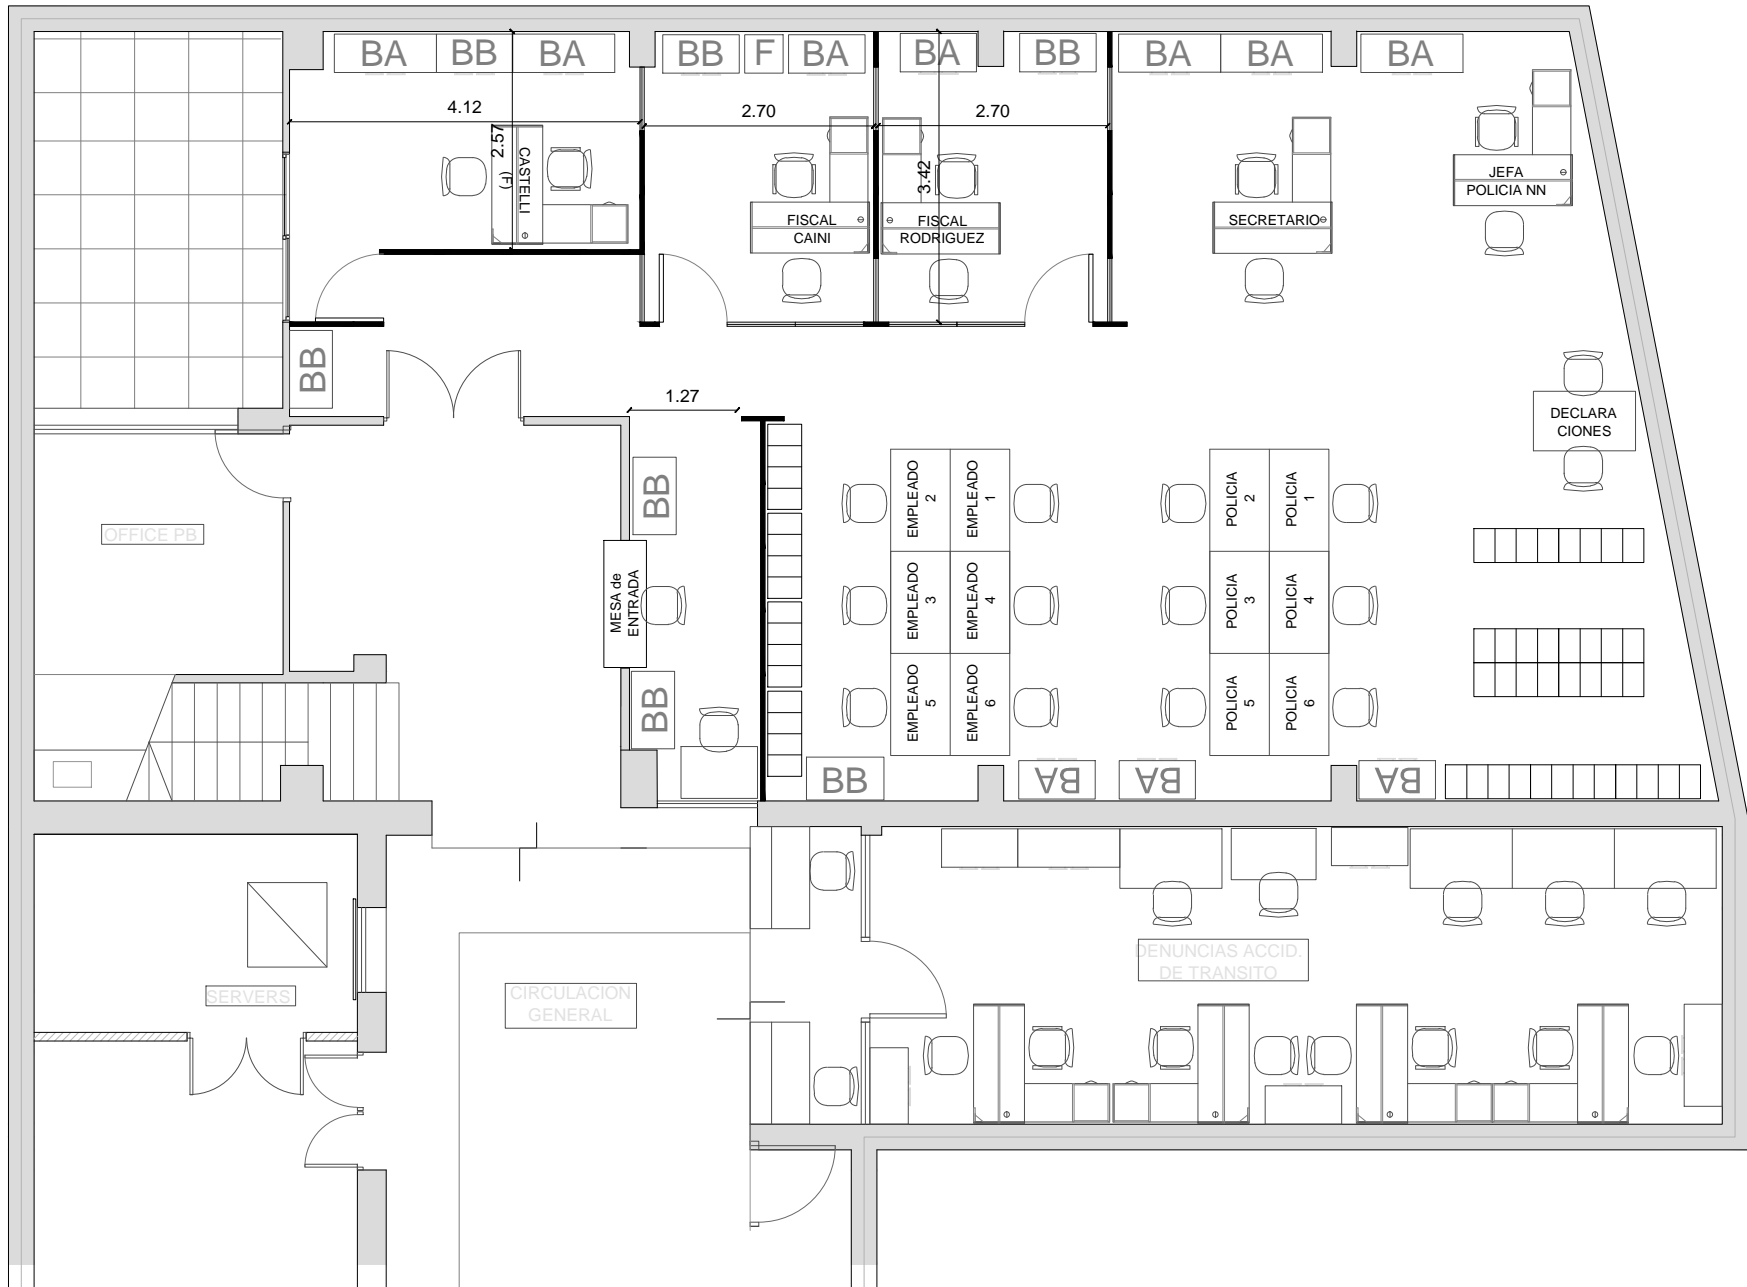 BA
BB
BA
BB
F
BA
BA
BB
BA
BA
BA
4.12
2.70
2.70
2.57
(F)
CASTELLI
3.42
FISCAL
CAINI
FISCAL
RODRIGUEZ
SECRETARIO
JEFA
POLICIA NN
BB
1.27
DECLARA
CIONES
BB
OFFICE PB
MESA de
ENTRADA
BB
EMPLEADO
2
EMPLEADO
1
EMPLEADO
3
EMPLEADO
4
EMPLEADO
5
EMPLEADO
6
POLICIA
2
POLICIA
1
POLICIA
3
POLICIA
4
POLICIA
5
POLICIA
6
BB
BA
BA
BA
DENUNCIAS ACCID.
DE TRANSITO
SERVERS
CIRCULACION
GENERAL